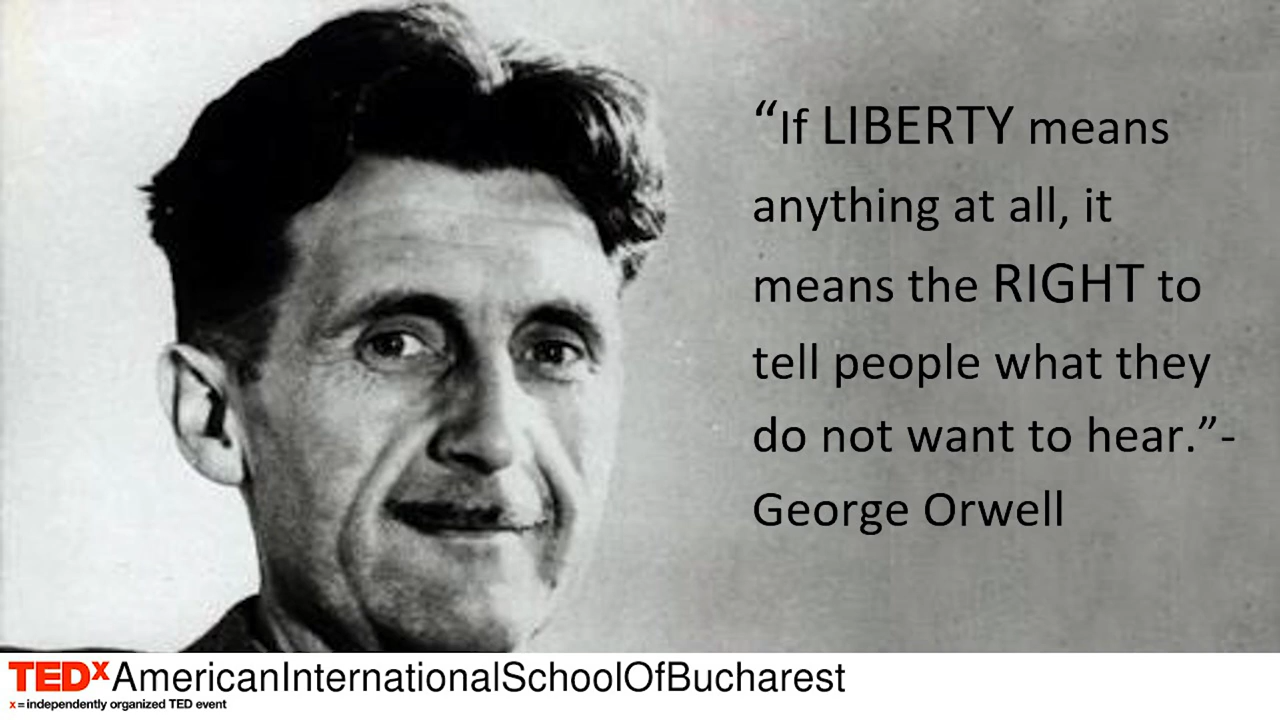 “If LIBERTY means
anything at all, it
means the RIGHT to
tell people what they
do not want to hear.”-
George Orwell
TEDxAmericanInternationalSchoolOfBucharest
x = independently organized TED event